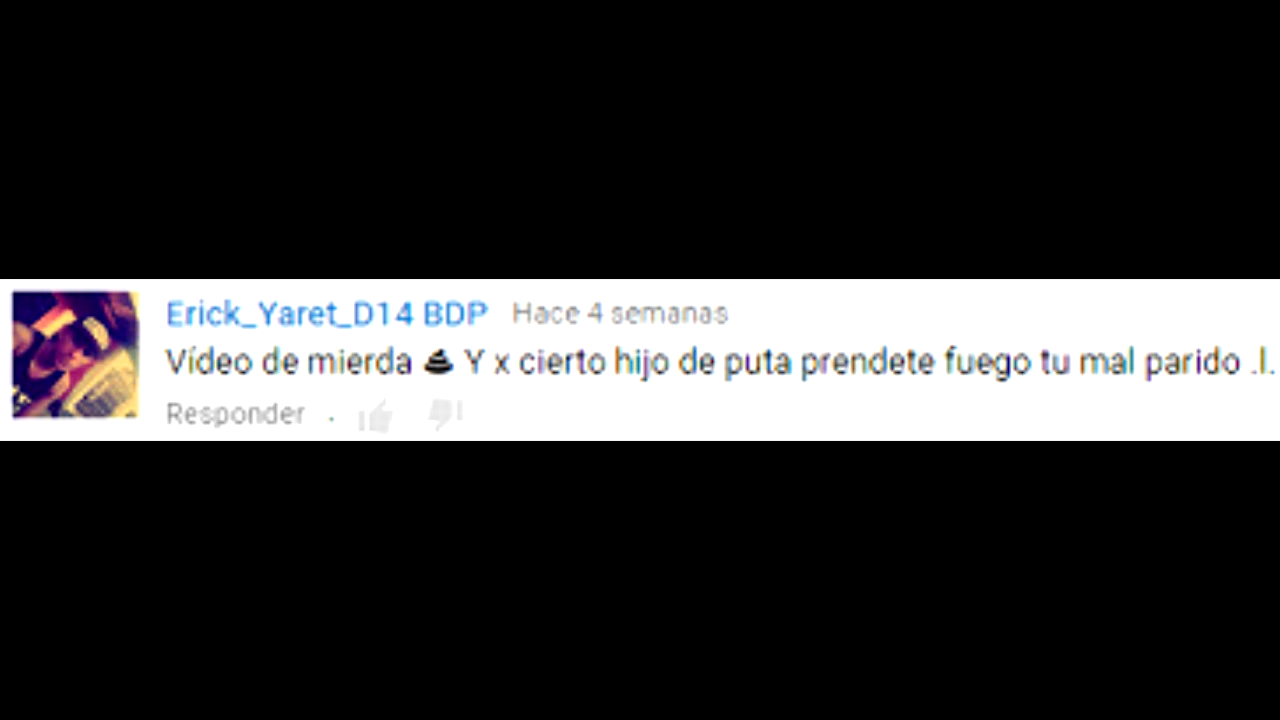 Erick_Yaret_D14 BDP Hace 4 semanas
Vídeo de mierda 💩 Y x cierto hijo de puta prendete fuego tu mal parido .l.
Responder .